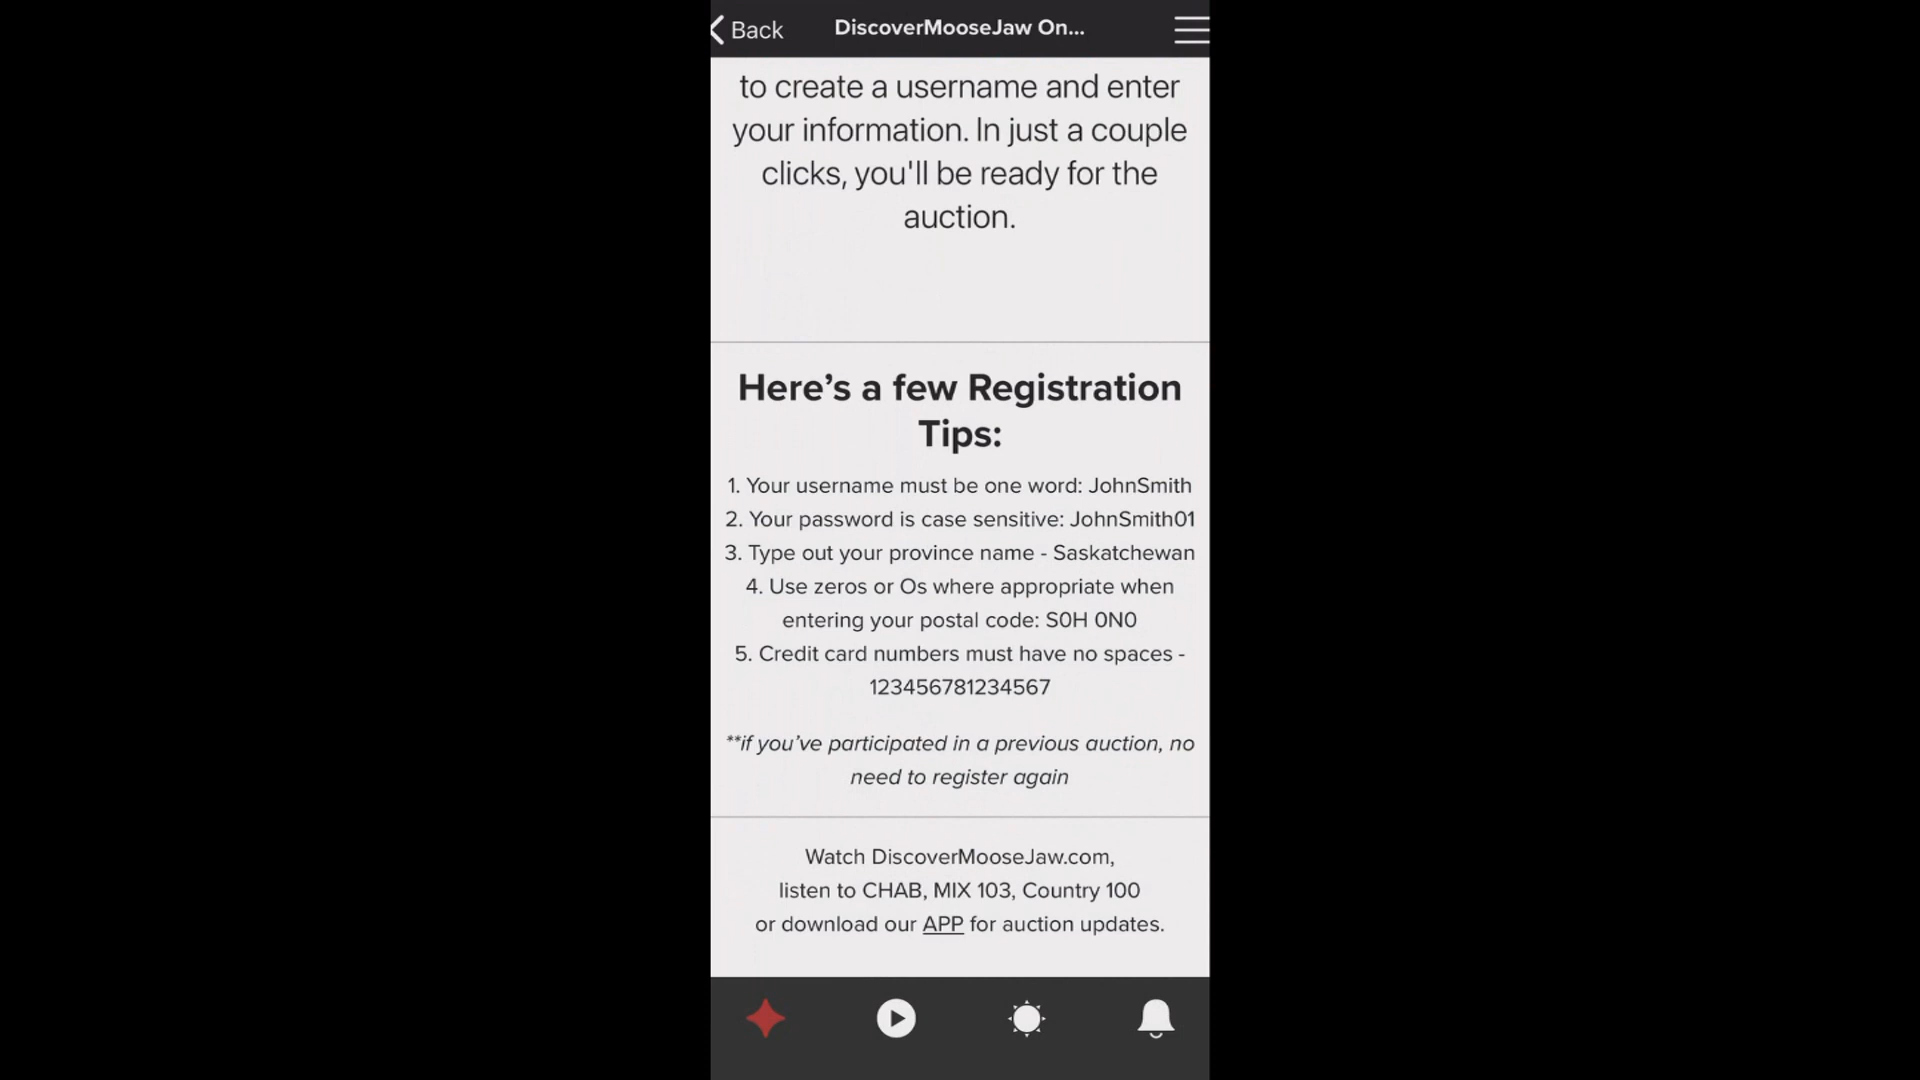 Back
DiscoverMooseJaw On...
to create a username and enter
your information. In just a couple
clicks, you'll be ready for the
auction.
Here’s a few Registration
Tips:
1. Your username must be one word: JohnSmith
2. Your password is case sensitive: JohnSmith01
3. Type out your province name - Saskatchewan
4. Use zeros or Os where appropriate when
entering your postal code: S0H 0N0
5. Credit card numbers must have no spaces -
123456781234567
**if you’ve participated in a previous auction, no
need to register again
Watch DiscoverMooseJaw.com,
listen to CHAB, MIX 103, Country 100
or download our APP for auction updates.